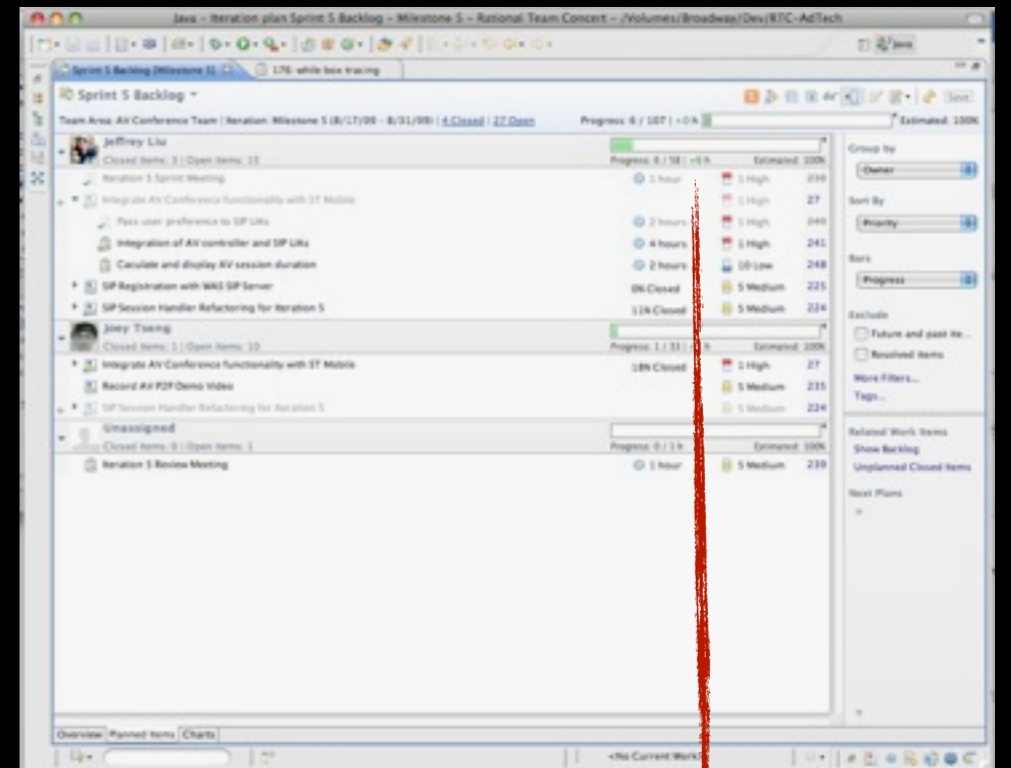 Java – Iteration plan Sprint 5 Backlog – Milestone 5 – Rational Team Concert – /Volumes/Broadway/Dev/RTC-AdTech
Java
Sprint 5 Backlog [Milestone 5] 176: while box tracing
Sprint 5 Backlog
Save
Team Area: AV Conference Team | Iteration: Milestone 5 (8/17/09 - 8/31/09) | 4 Closed | 27 Open Progress: 6 / 107 | +0 h Estimated: 100%
Jeffrey Liu
Closed items: 3 | Open items: 15 Progress: 6 / 58 | +6 h Estimated: 100%
Iteration 5 Sprint Meeting 1 hour 1 High 238
Integrate AV Conference functionality with ST Mobile 1 High 27
Pass user preference to SIP UAs 2 hours 1 High 240
Integration of AV controller and SIP UAs 4 hours 1 High 241
Caculate and display AV session duration 2 hours 10 Low 248
SIP Registration with WAS SIP Server 0% Closed 5 Medium 225
SIP Session Handler Refactoring for Iteration 5 11% Closed 5 Medium 224
Joey Tseng
Closed items: 1 | Open items: 10 Progress: 1 / 33 | h Estimated: 100%
Integrate AV Conference functionality with ST Mobile 18% Closed 1 High 27
Record AV P2P Demo Video 5 Medium 235
SIP Session Handler Refactoring for Iteration 5 5 Medium 224
Unassigned
Closed items: 0 | Open items: 1 Progress: 0 / 1 h Estimated: 100%
Iteration 5 Review Meeting 1 hour 5 Medium 239
Group by
Owner
Sort By
Priority
Bars
Progress
Exclude
Future and past ite...
Resolved items
More Filters...
Tags...
Related Work Items
Show Backlog
Unplanned Closed Items
Next Plans
Overview Planned Items Charts
<No Current Work>